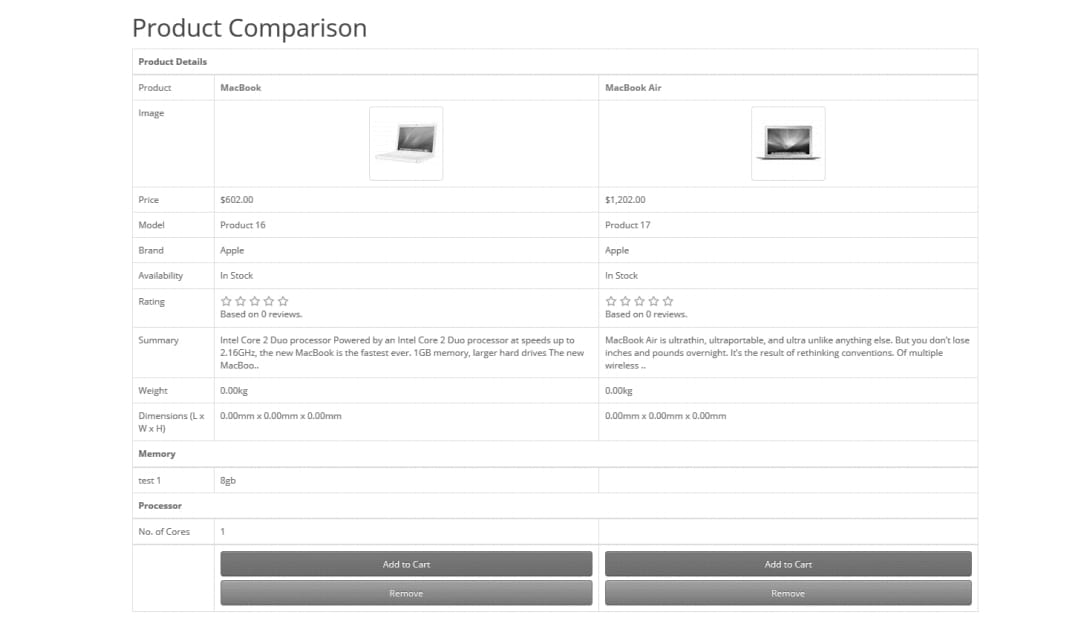 Product Comparison
Product Details
Product MacBook MacBook Air
Image
Price $602.00 $1,202.00
Model Product 16 Product 17
Brand Apple Apple
Availability In Stock In Stock
Rating
Based on 0 reviews. Based on 0 reviews.
Summary Intel Core 2 Duo processor Powered by an Intel Core 2 Duo processor at speeds up to MacBook Air is ultrathin, ultraportable, and ultra unlike anything else. But you don't lose
2.16GHz, the new MacBook is the fastest ever. 1GB memory, larger hard drives The new inches and pounds overnight. It's the result of rethinking conventions. Of multiple
MacBoo.. wireless ..
Weight 0.00kg 0.00kg
Dimensions (L x 0.00mm x 0.00mm x 0.00mm 0.00mm x 0.00mm x 0.00mm
W x H)
Memory
test 1 8gb
Processor
No. of Cores 1
Add to Cart Add to Cart
Remove Remove